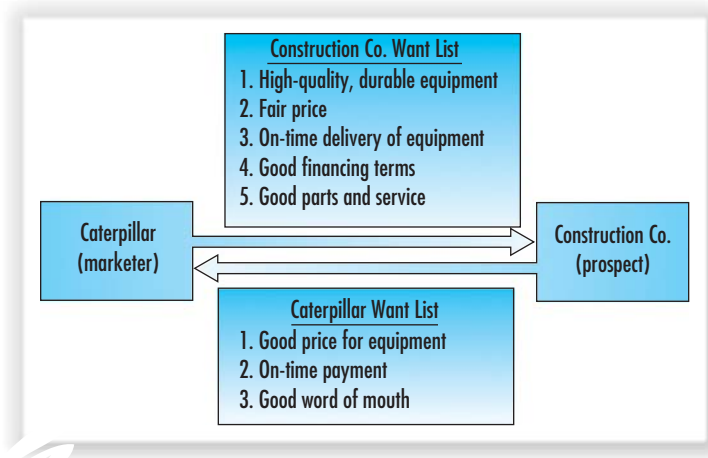 Construction Co. Want List
1. High-quality, durable equipment
2. Fair price
3. On-time delivery of equipment
4. Good financing terms
5. Good parts and service
Caterpillar
(marketer)
Construction Co.
(prospect)
Caterpillar Want List
1. Good price for equipment
2. On-time payment
3. Good word of mouth